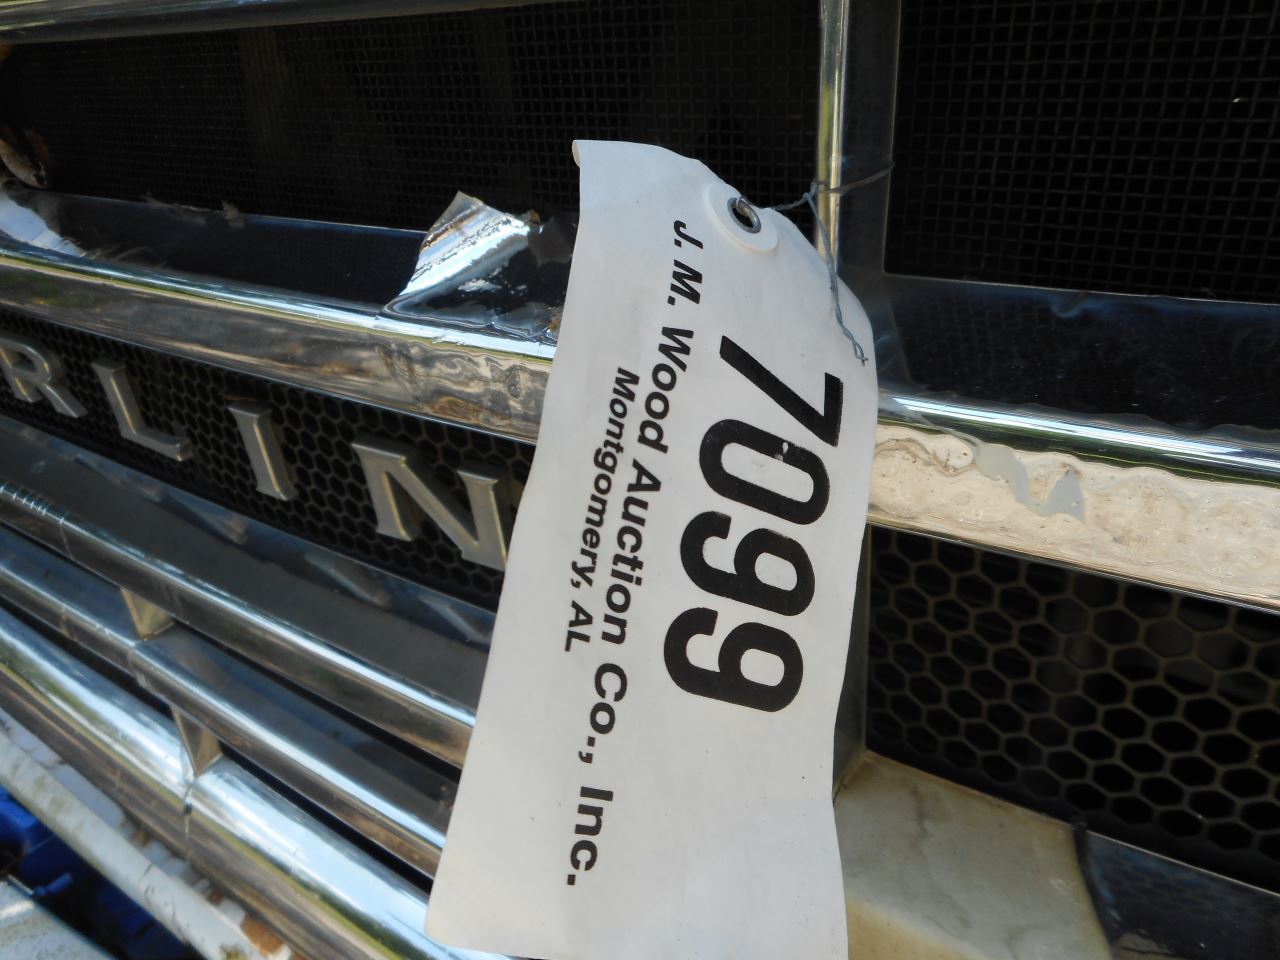 7099
J. M. Wood Auction Co., Inc.
Montgomery, AL
RLIN